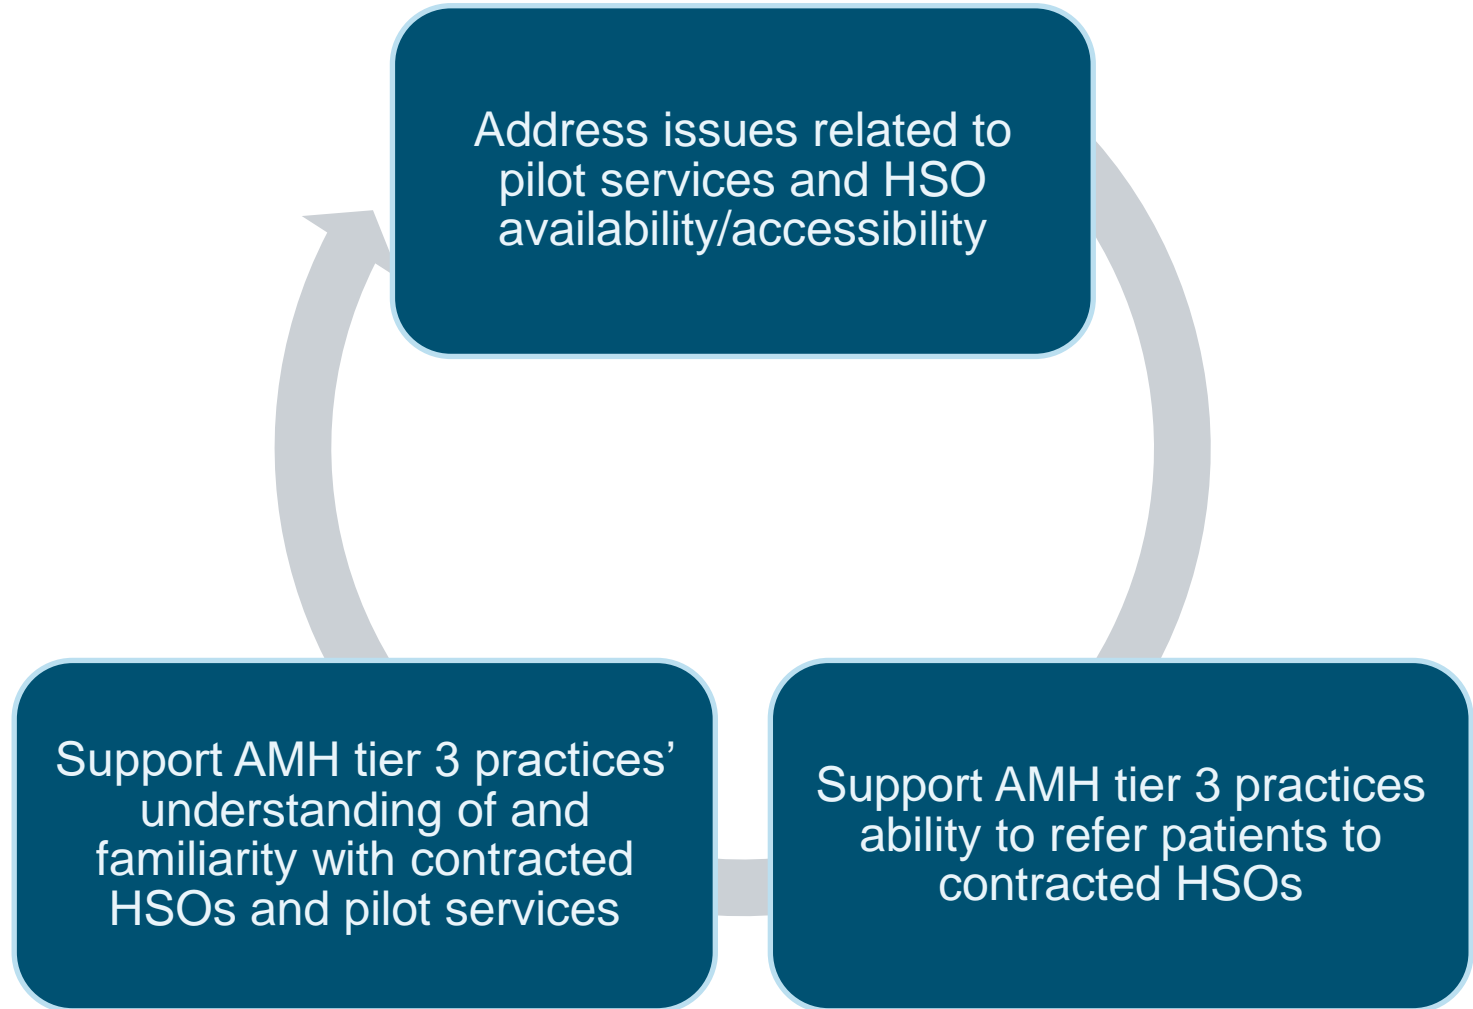 Address issues related to
pilot services and HSO
availability/accessibility
Support AMH tier 3 practices’
understanding of and
familiarity with contracted
HSOs and pilot services
Support AMH tier 3 practices
ability to refer patients to
contracted HSOs